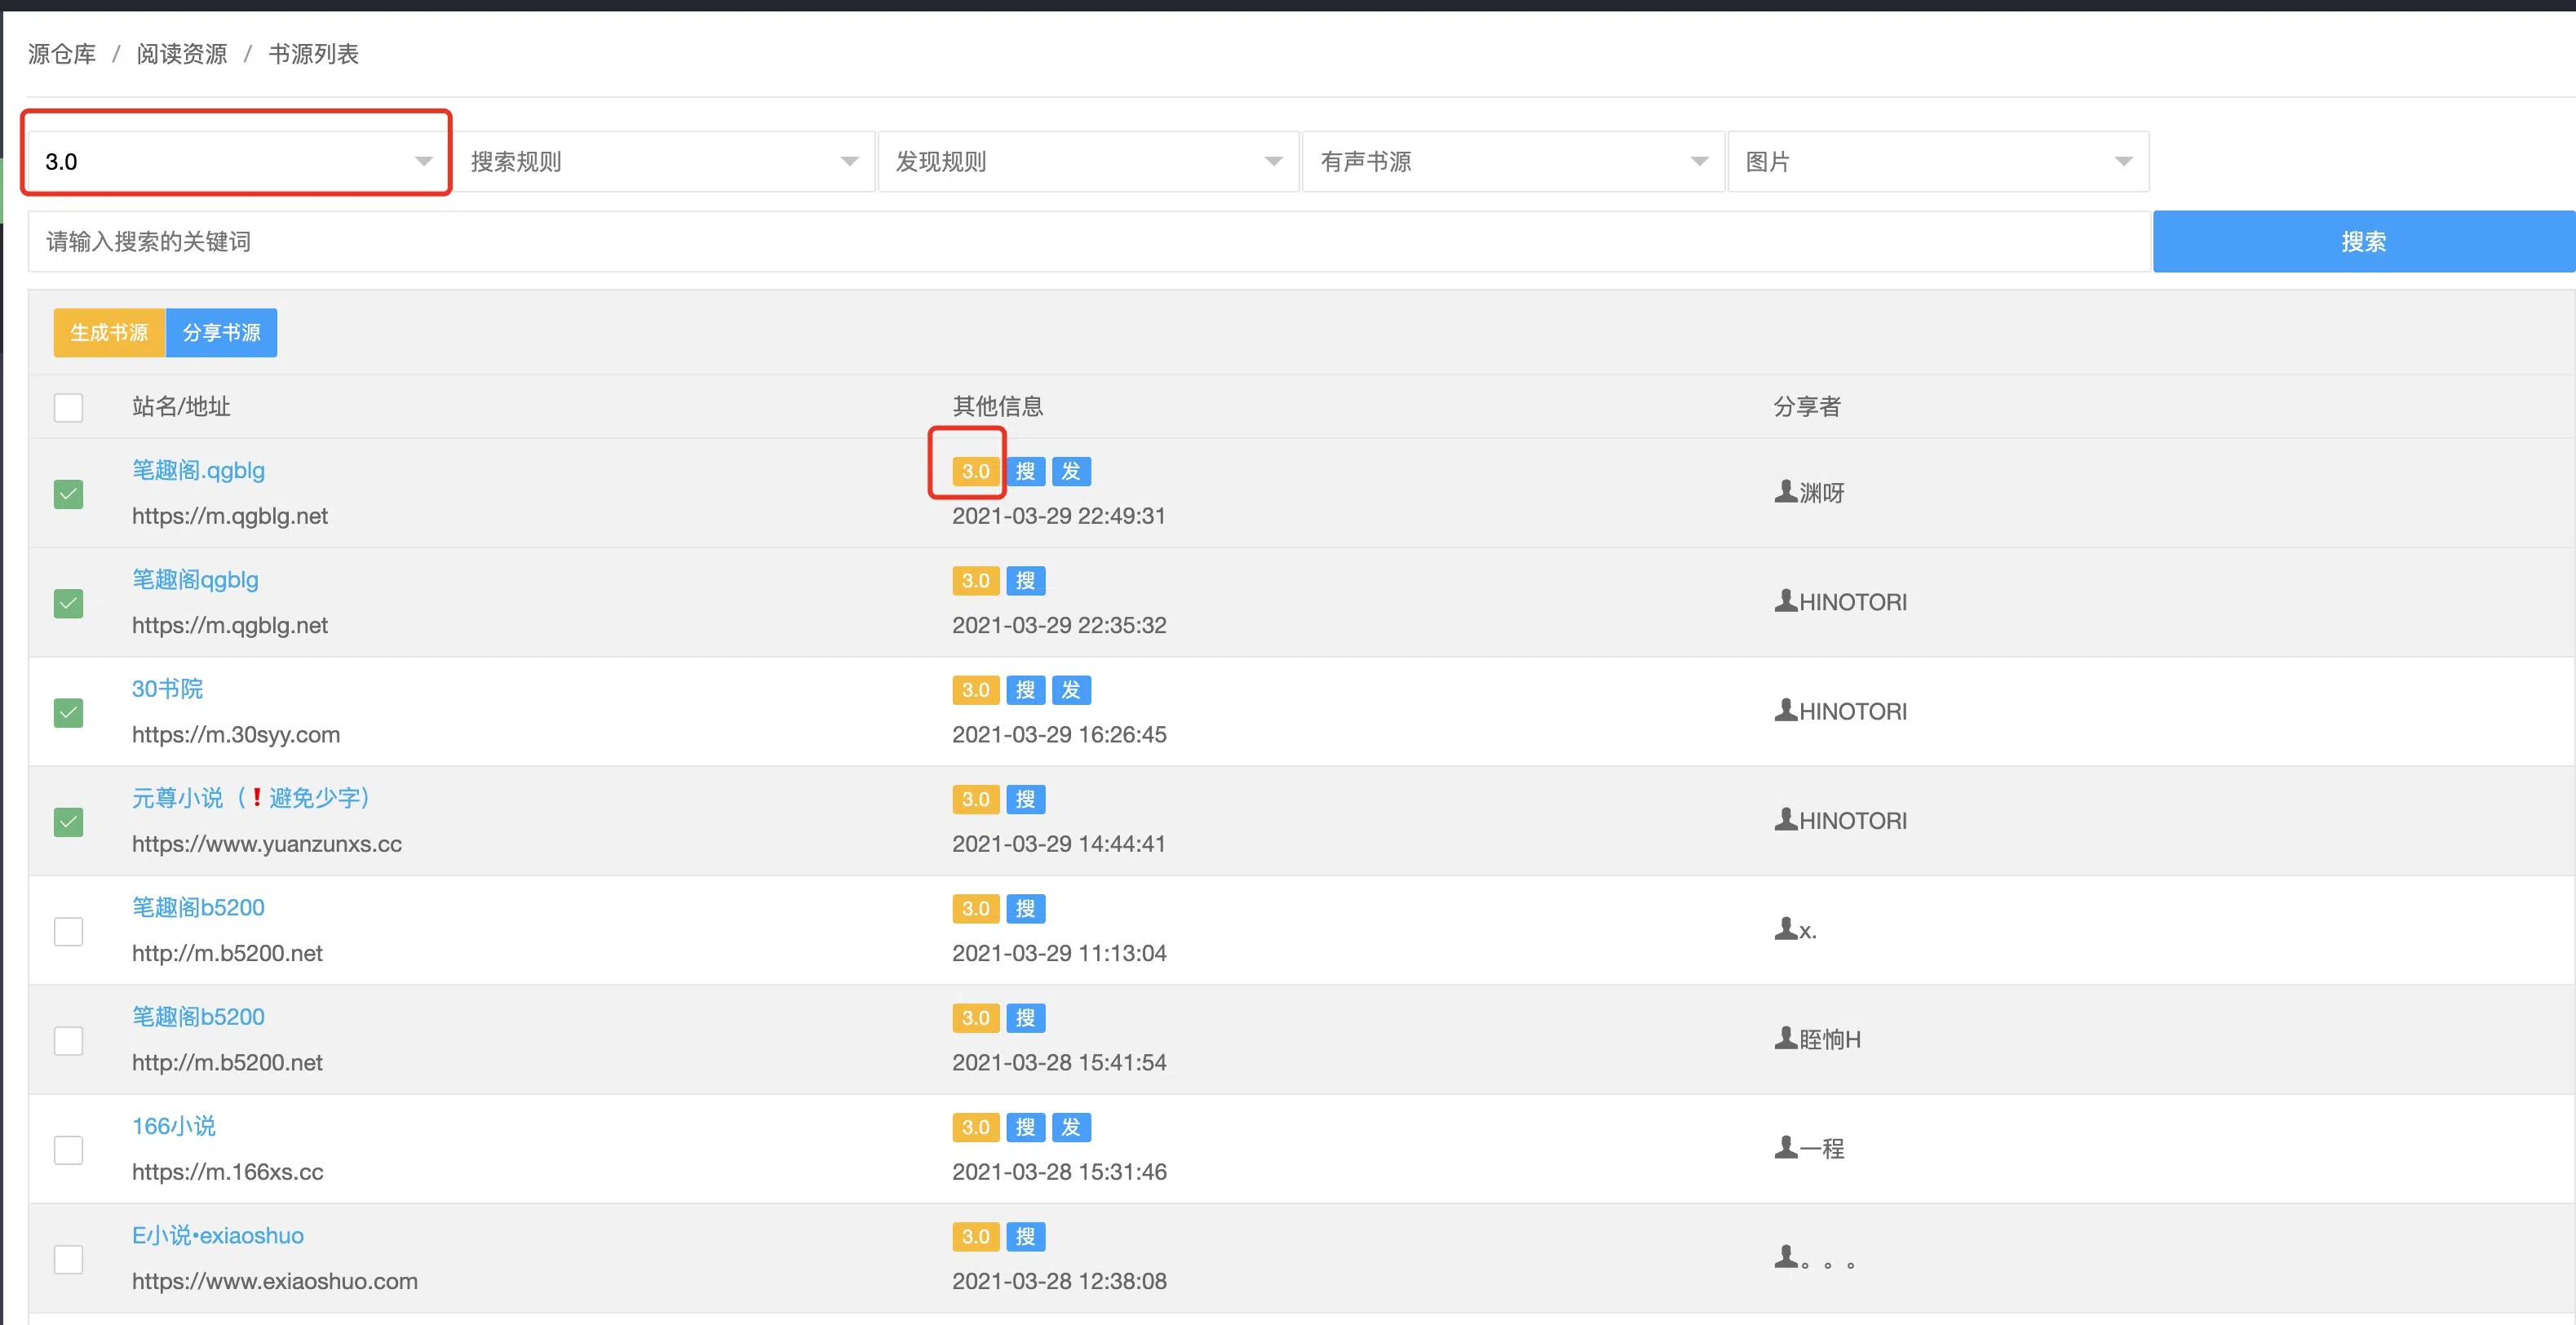 源仓库 / 阅读资源 / 书源列表
3.0 搜索规则 发现规则 有声书源 图片
请输入搜索的关键词 搜索
生成书源 分享书源
站名/地址 其他信息 分享者
笔趣阁.qgblg 3.0 搜 发
https://m.qgblg.net 2021-03-29 22:49:31 渊呀
笔趣阁qgblg 3.0 搜
https://m.qgblg.net 2021-03-29 22:35:32 HINOTORI
30书院 3.0 搜 发
https://m.30syy.com 2021-03-29 16:26:45 HINOTORI
元尊小说（❗避免少字） 3.0 搜
https://www.yuanzunxs.cc 2021-03-29 14:44:41 HINOTORI
笔趣阁b5200 3.0 搜
http://m.b5200.net 2021-03-29 11:13:04 x.
笔趣阁b5200 3.0 搜
http://m.b5200.net 2021-03-28 15:41:54 眰恦H
166小说 3.0 搜 发
https://m.166xs.cc 2021-03-28 15:31:46 一程
E小说•exiaoshuo 3.0 搜
https://www.exiaoshuo.com 2021-03-28 12:38:08 。。。